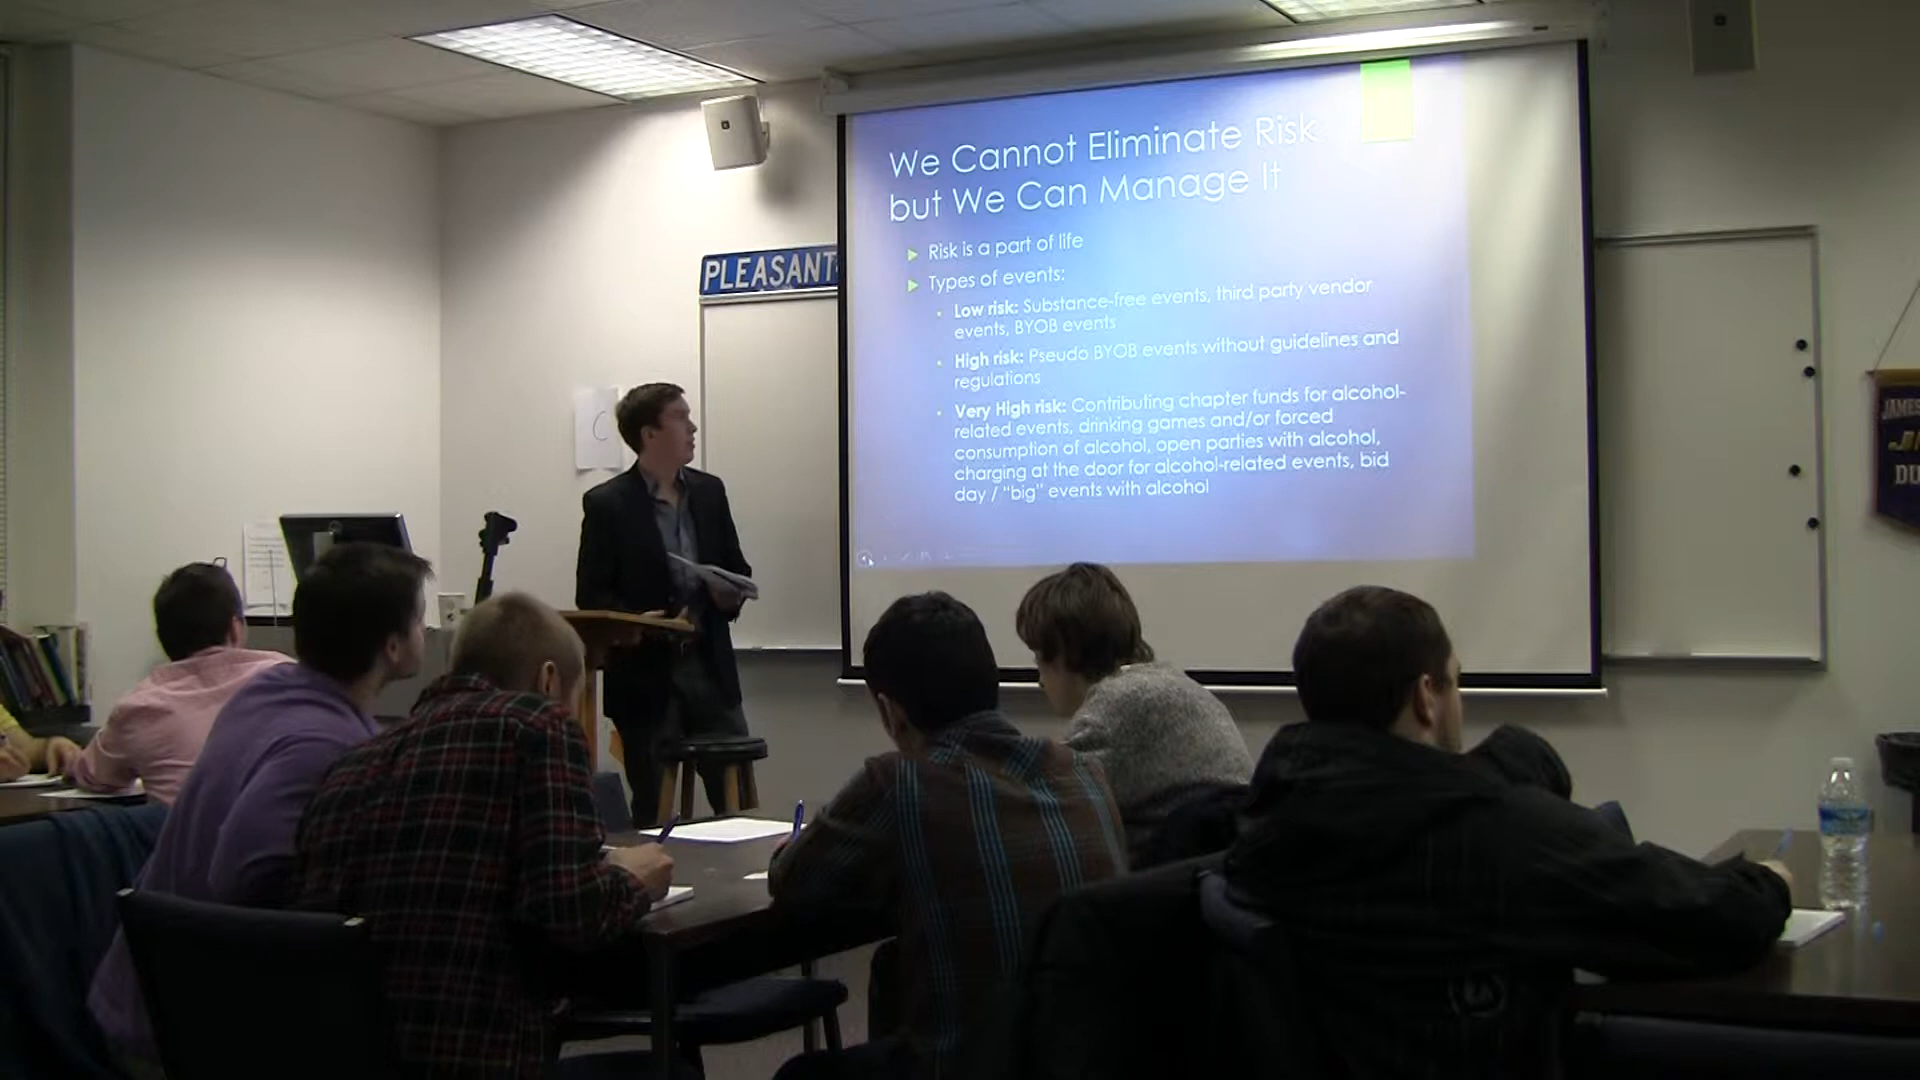 We Cannot Eliminate Risk
but We Can Manage It
Risk is a part of life
Types of events:
Low risk: Substance-free events, third party vendor
events, BYOB events
High risk: Pseudo BYOB events without guidelines and
regulations
Very High risk: Contributing chapter funds for alcohol-
related events, drinking games and/or forced
consumption of alcohol, open parties with alcohol,
charging at the door for alcohol-related events, bid
day / "big" events with alcohol
PLEASANT
C
JAMES
DU